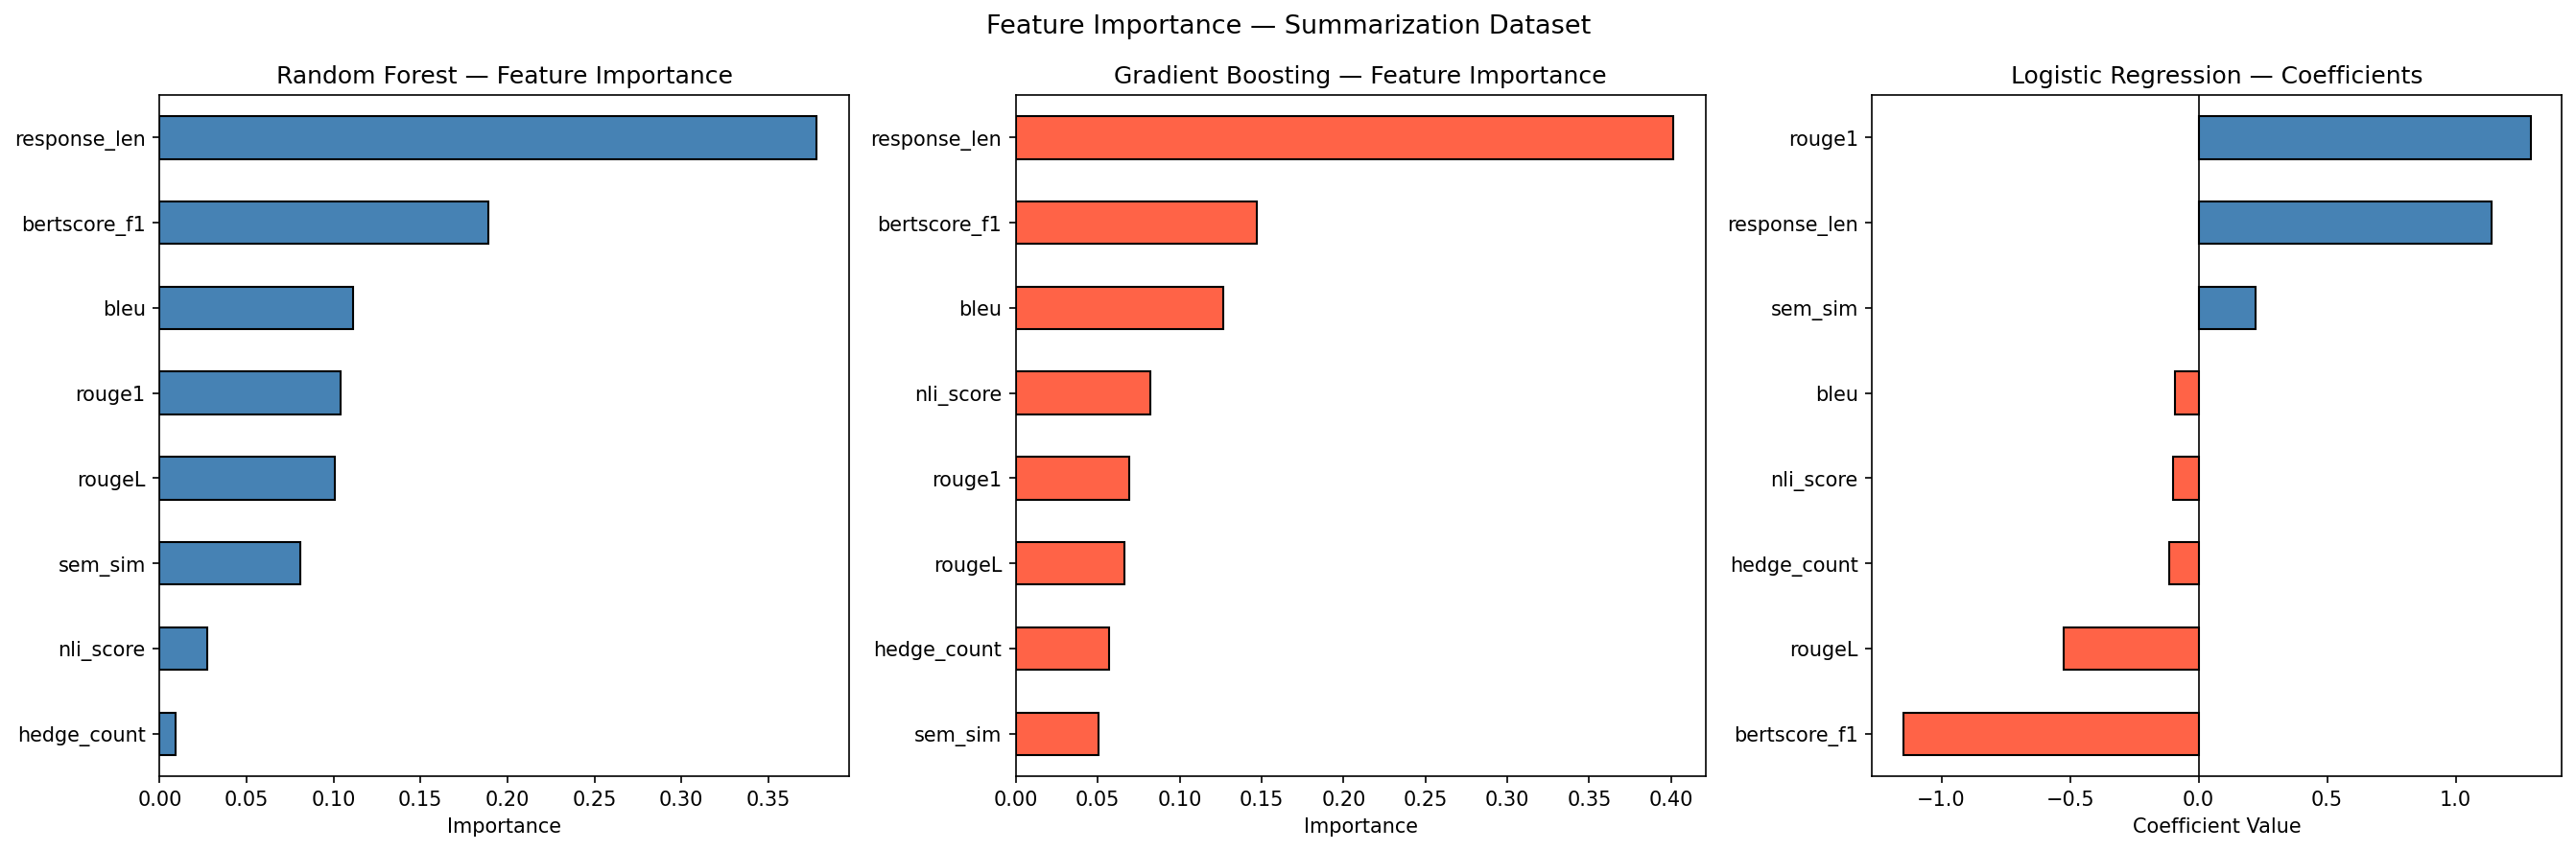 Feature Importance — Summarization Dataset
Random Forest — Feature Importance
response_len
bertscore_f1
bleu
rouge1
rougeL
sem_sim
nli_score
hedge_count
0.00 0.05 0.10 0.15 0.20 0.25 0.30 0.35
Importance
Gradient Boosting — Feature Importance
response_len
bertscore_f1
bleu
nli_score
rouge1
rougeL
hedge_count
sem_sim
0.00 0.05 0.10 0.15 0.20 0.25 0.30 0.35 0.40
Importance
Logistic Regression — Coefficients
rouge1
response_len
sem_sim
bleu
nli_score
hedge_count
rougeL
bertscore_f1
−1.0 −0.5 0.0 0.5 1.0
Coefficient Value